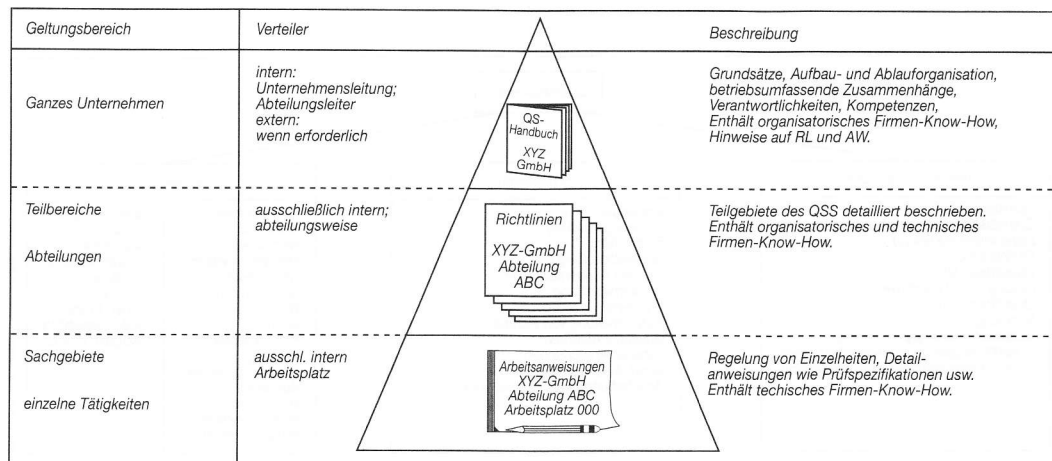 Geltungsbereich
Verteiler
Beschreibung
Ganzes Unternehmen
intern:
Unternehmensleitung;
Abteilungsleiter
extern:
wenn erforderlich
QS-
Handbuch
XYZ
GmbH
Grundsätze, Aufbau- und Ablauforganisation,
betriebsumfassende Zusammenhänge,
Verantwortlichkeiten, Kompetenzen,
Enthält organisatorisches Firmen-Know-How,
Hinweise auf RL und AW.
Teilbereiche
Abteilungen
ausschließlich intern;
abteilungsweise
Richtlinien
XYZ-GmbH
Abteilung
ABC
Teilgebiete des QSS detailliert beschrieben.
Enthält organisatorisches und technisches
Firmen-Know-How.
Sachgebiete
einzelne Tätigkeiten
ausschl. intern
Arbeitsplatz
Arbeitsanweisungen
XYZ-GmbH
Abteilung ABC
Arbeitsplatz 000
Regelung von Einzelheiten, Detail-
anweisungen wie Prüfspezifikationen usw.
Enthält techisches Firmen-Know-How.